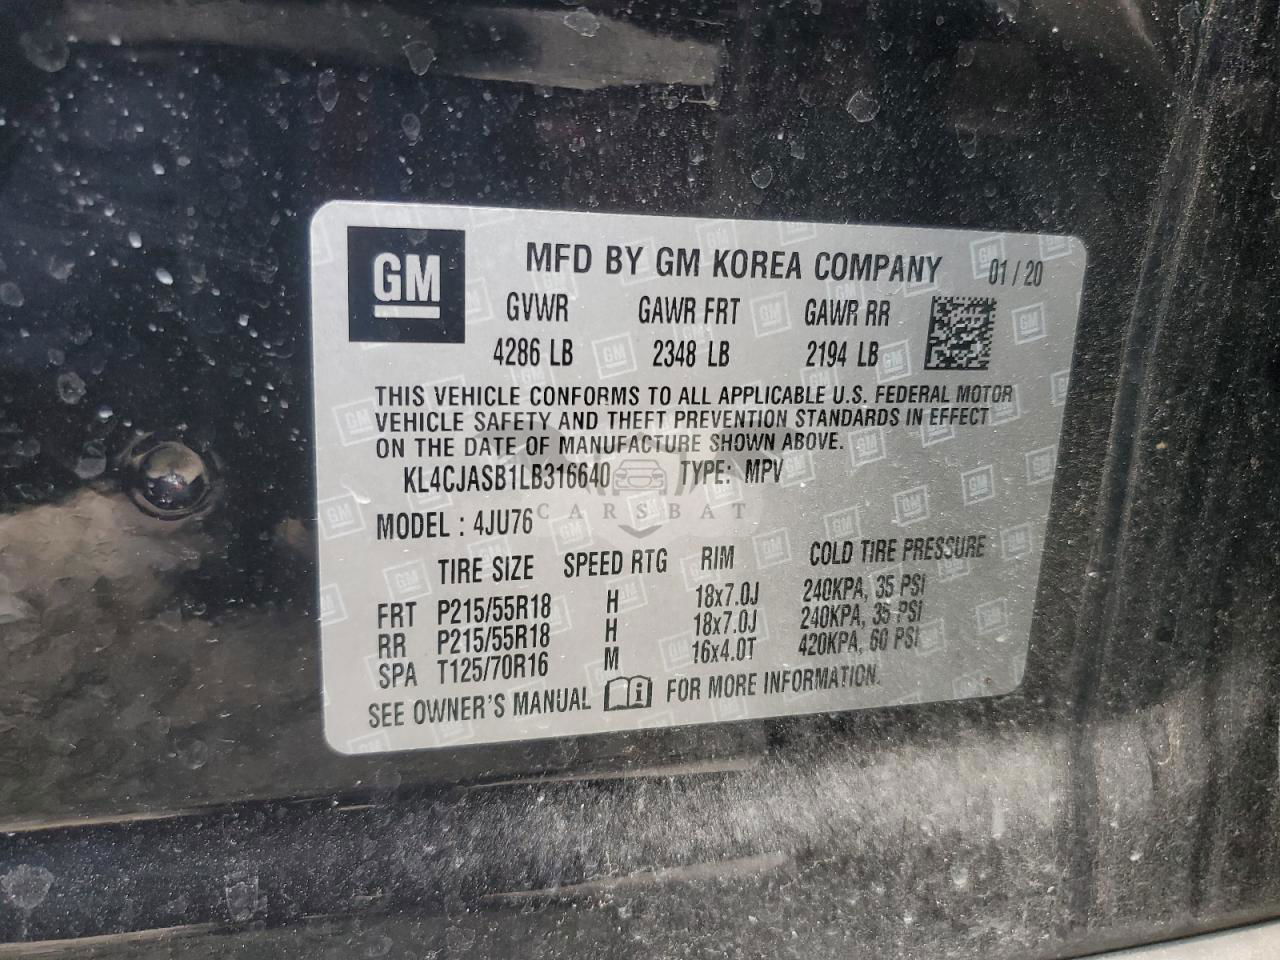 GM
MFD BY GM KOREA COMPANY 01/20
GVWR GAWR FRT GAWR RR
4286 LB 2348 LB 2194 LB
THIS VEHICLE CONFORMS TO ALL APPLICABLE U.S. FEDERAL MOTOR
VEHICLE SAFETY AND THEFT PREVENTION STANDARDS IN EFFECT
ON THE DATE OF MANUFACTURE SHOWN ABOVE.
KL4CJASB1LB316640 TYPE: MPV
CARSBAT
MODEL : 4JU76
TIRE SIZE SPEED RTG RIM COLD TIRE PRESSURE
FRT P215/55R18 H 18x7.0J 240KPA, 35 PSI
RR P215/55R18 H 18x7.0J 240KPA, 35 PSI
SPA T125/70R16 M 16x4.0T 420KPA, 60 PSI
SEE OWNER'S MANUAL i FOR MORE INFORMATION.